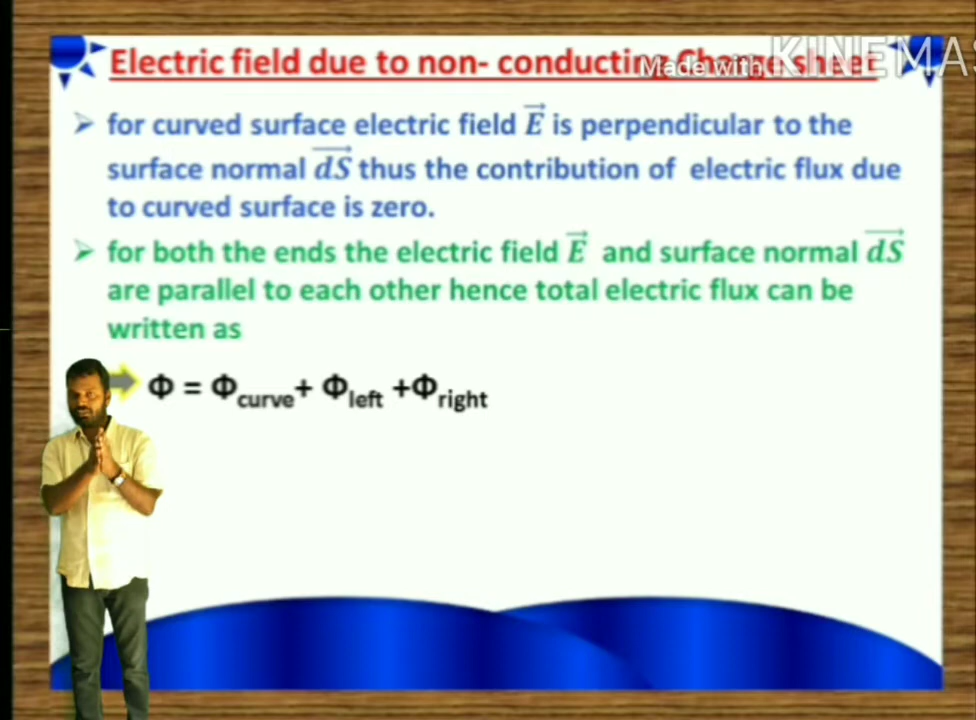 Electric field due to non- conducting Charge sheet
Made with KINEMAS
➢ for curved surface electric field E⃗ is perpendicular to the
surface normal dS⃗ thus the contribution of electric flux due
to curved surface is zero.
➢ for both the ends the electric field E⃗ and surface normal dS⃗
are parallel to each other hence total electric flux can be
written as
Φ = Φcurve+ Φleft +Φright